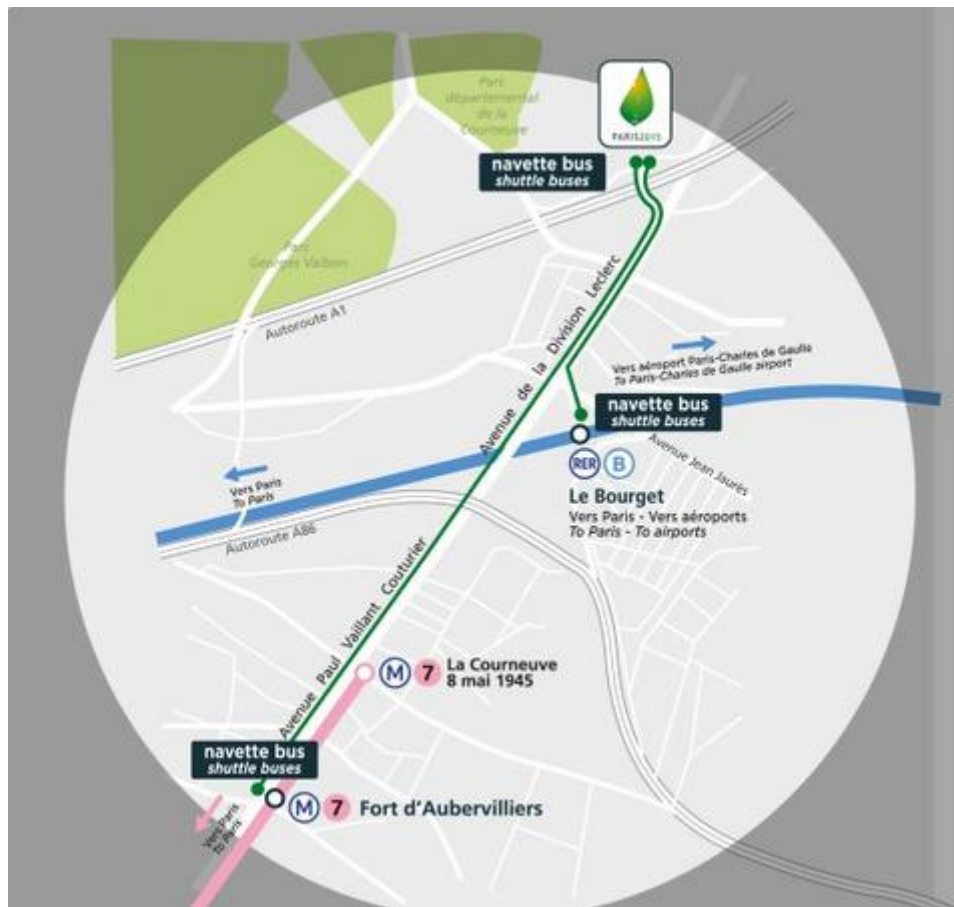 Parc
départemental
de la
Courneuve
PARIS2015
navette bus
shuttle buses
Parc
Georges Valbon
Autoroute A1
Avenue de la Division Leclerc
Vers aéroport Paris-Charles de Gaulle
To Paris-Charles de Gaulle airport
navette bus
shuttle buses
Avenue Jean Jaurès
RER B
Le Bourget
Vers Paris - Vers aéroports
To Paris - To airports
Vers Paris
To Paris
Autoroute A86
Avenue Paul Vaillant Couturier
M 7 La Courneuve
8 mai 1945
navette bus
shuttle buses
M 7 Fort d'Aubervilliers
Vers Paris
To Paris